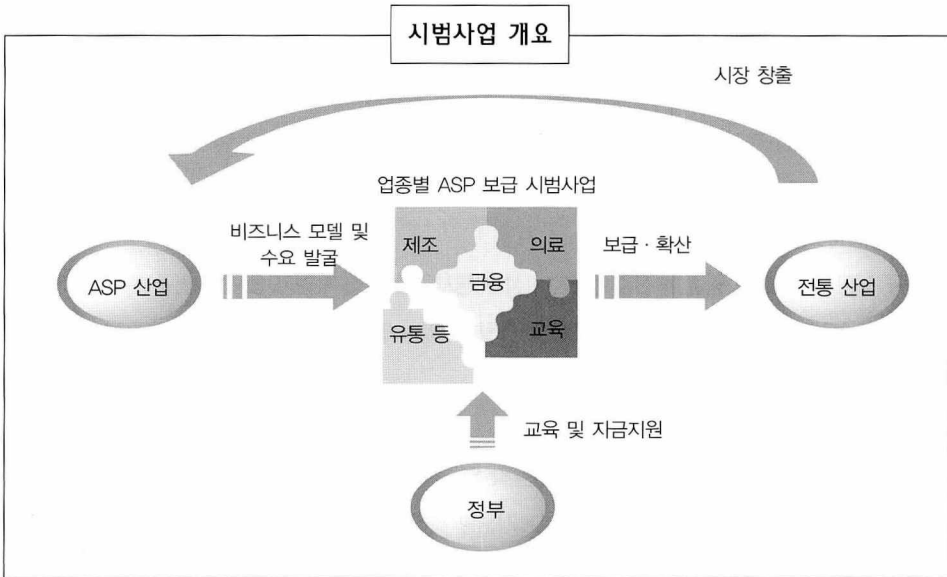 시범사업 개요
시장 창출
업종별 ASP 보급 시범사업
비즈니스 모델 및
수요 발굴
제조
의료
보급·확산
ASP 산업
금융
전통 산업
유통 등
교육
교육 및 자금지원
정부